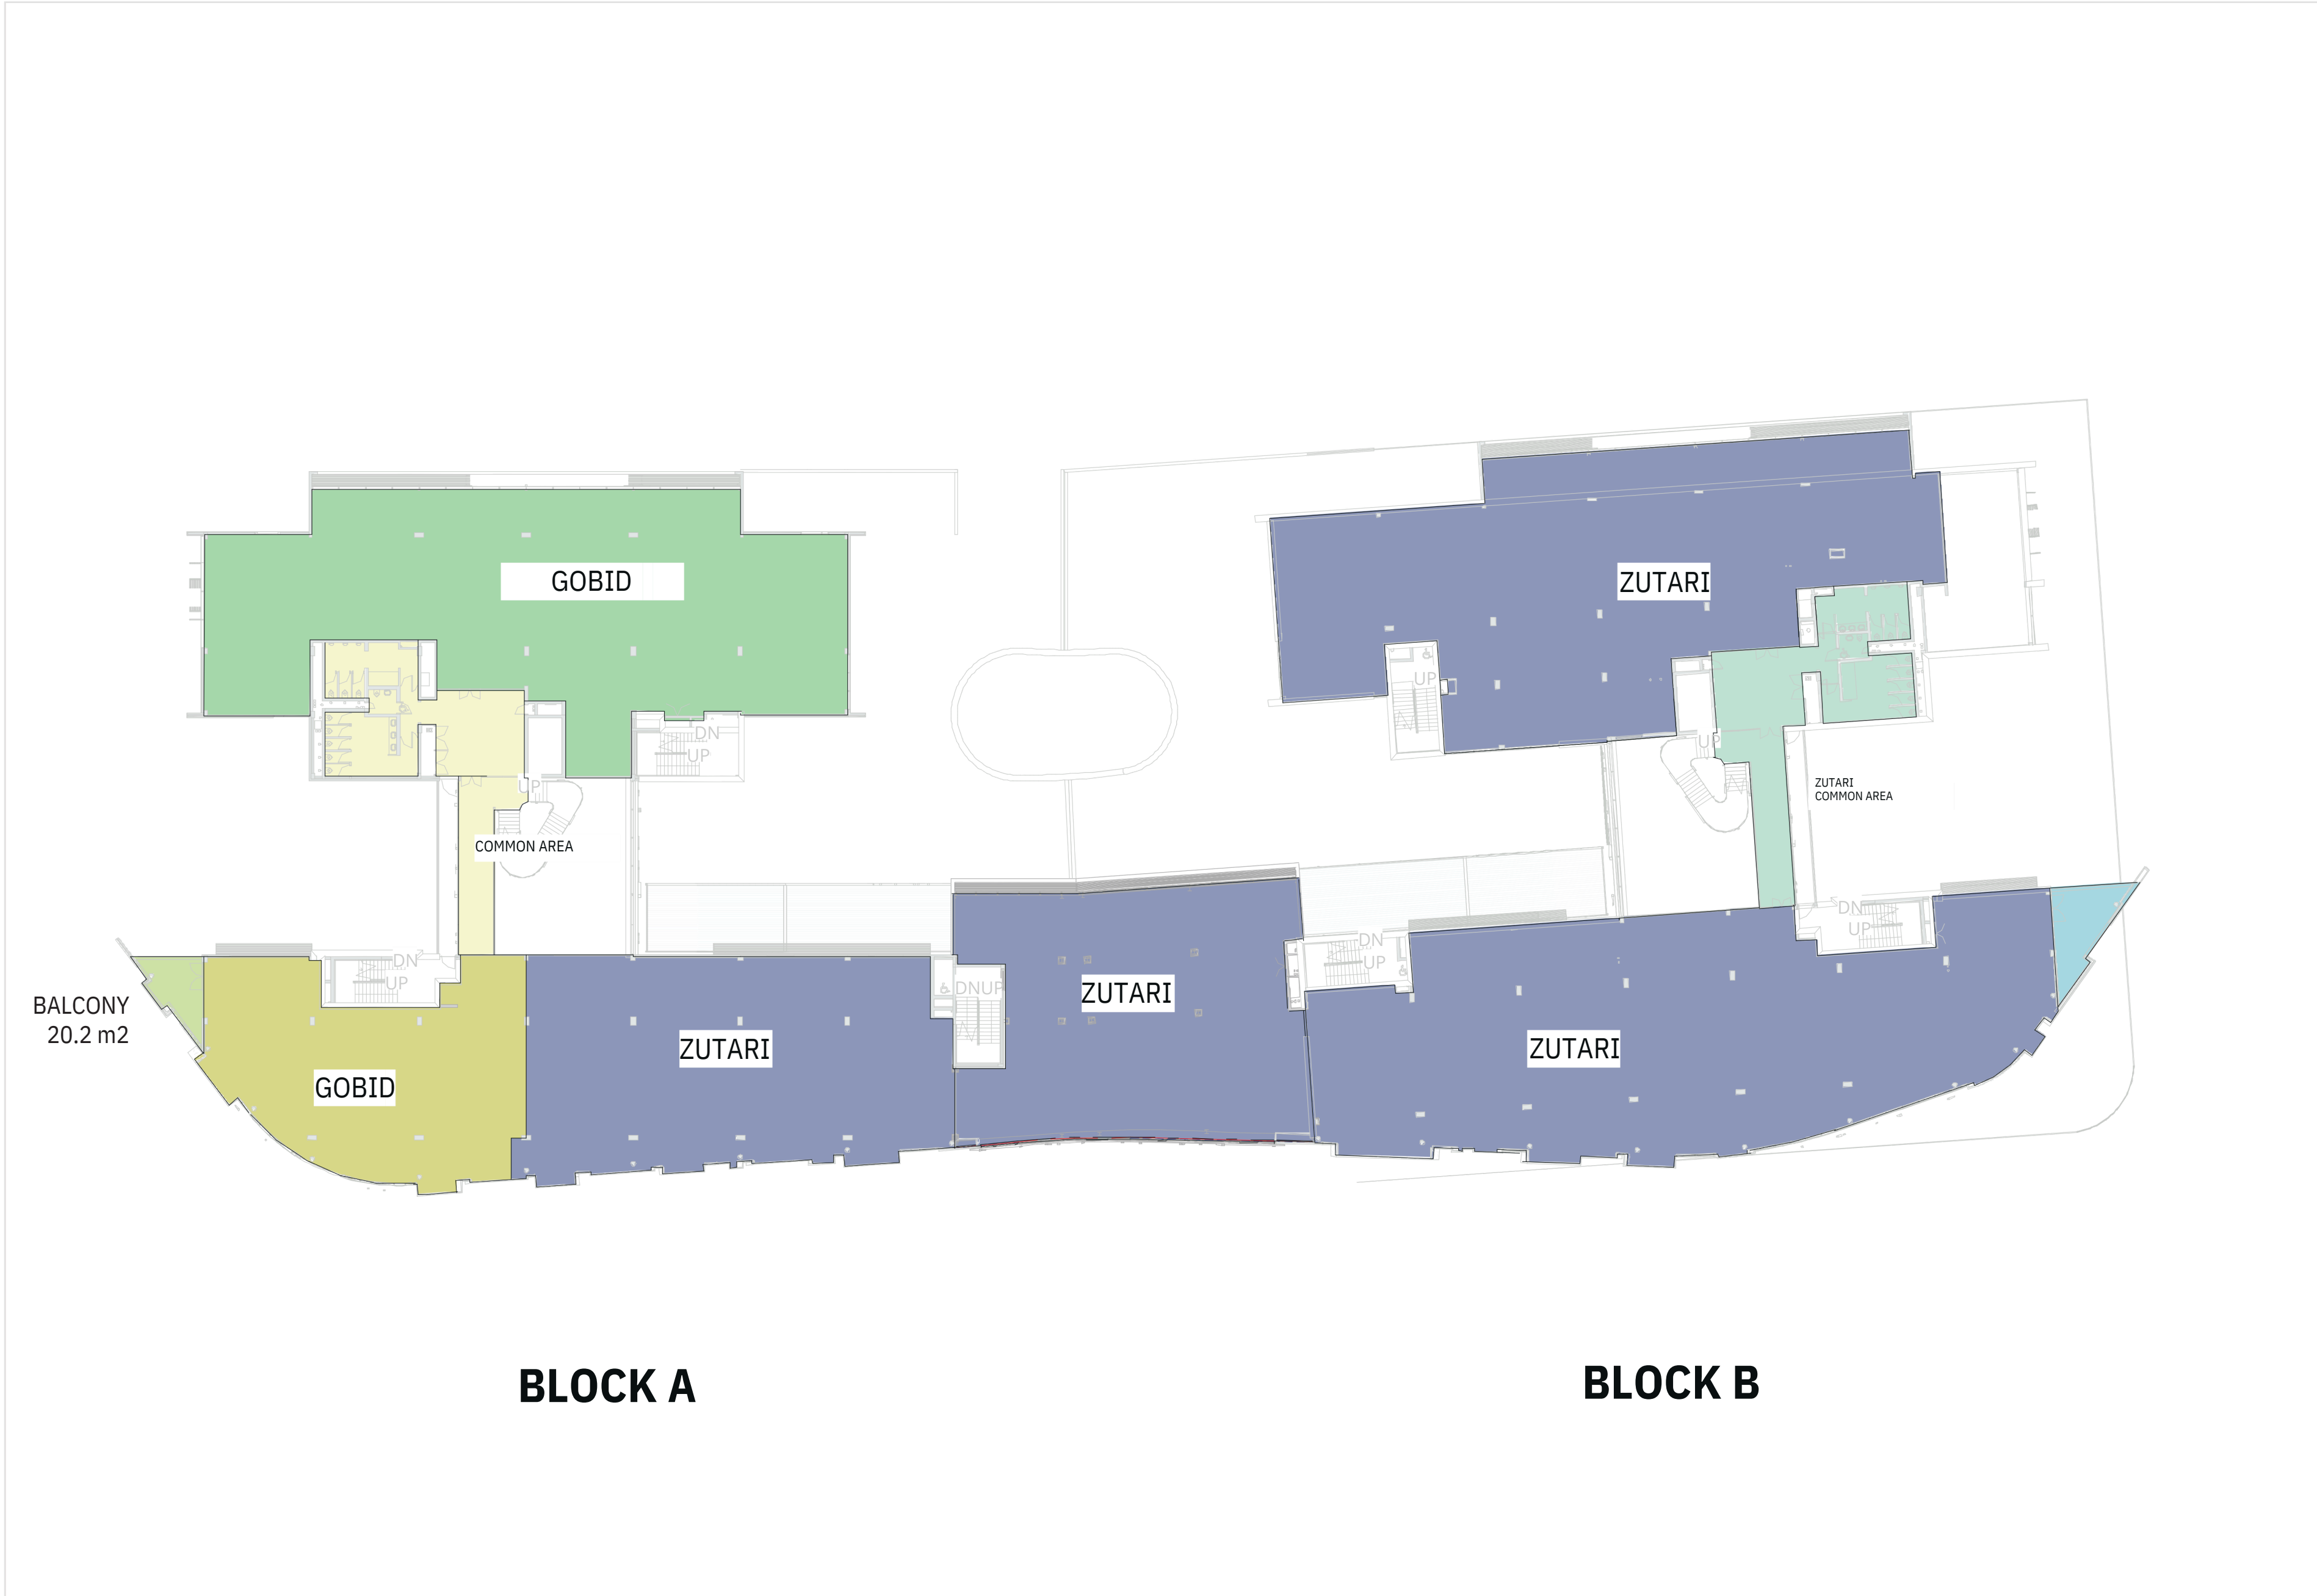 GOBID
ZUTARI
UP
DN
UP
UP
UP
ZUTARI
COMMON AREA
COMMON AREA
DN
UP
DN
UP
DN
UP
DNUP
BALCONY
20.2 m2
ZUTARI
ZUTARI
ZUTARI
GOBID
BLOCK A
BLOCK B